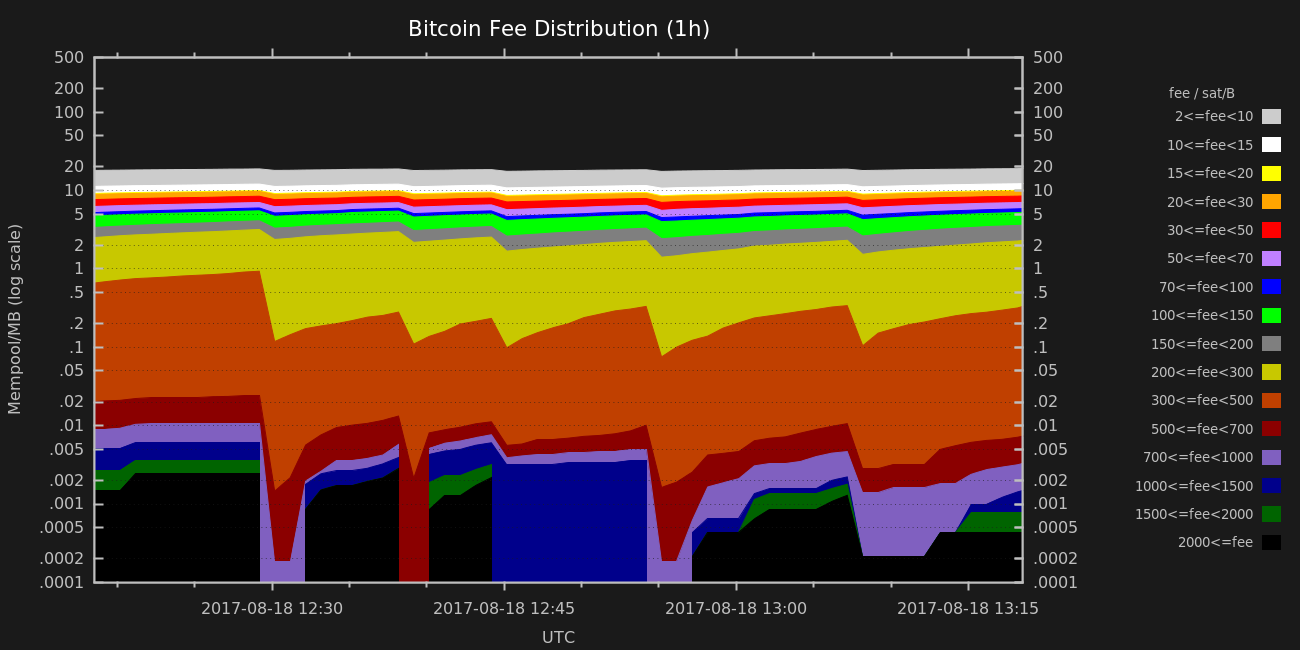 Bitcoin Fee Distribution (1h)
500
200
100
50
20
10
5
2
1
.5
.2
.1
.05
.02
.01
.005
.002
.001
.0005
.0002
.0001
Mempool/MB (log scale)
500
200
100
50
20
10
5
2
1
.5
.2
.1
.05
.02
.01
.005
.002
.001
.0005
.0002
.0001
2017-08-18 12:30
2017-08-18 12:45
2017-08-18 13:00
2017-08-18 13:15
UTC
fee / sat/B
2<=fee<10
10<=fee<15
15<=fee<20
20<=fee<30
30<=fee<50
50<=fee<70
70<=fee<100
100<=fee<150
150<=fee<200
200<=fee<300
300<=fee<500
500<=fee<700
700<=fee<1000
1000<=fee<1500
1500<=fee<2000
2000<=fee